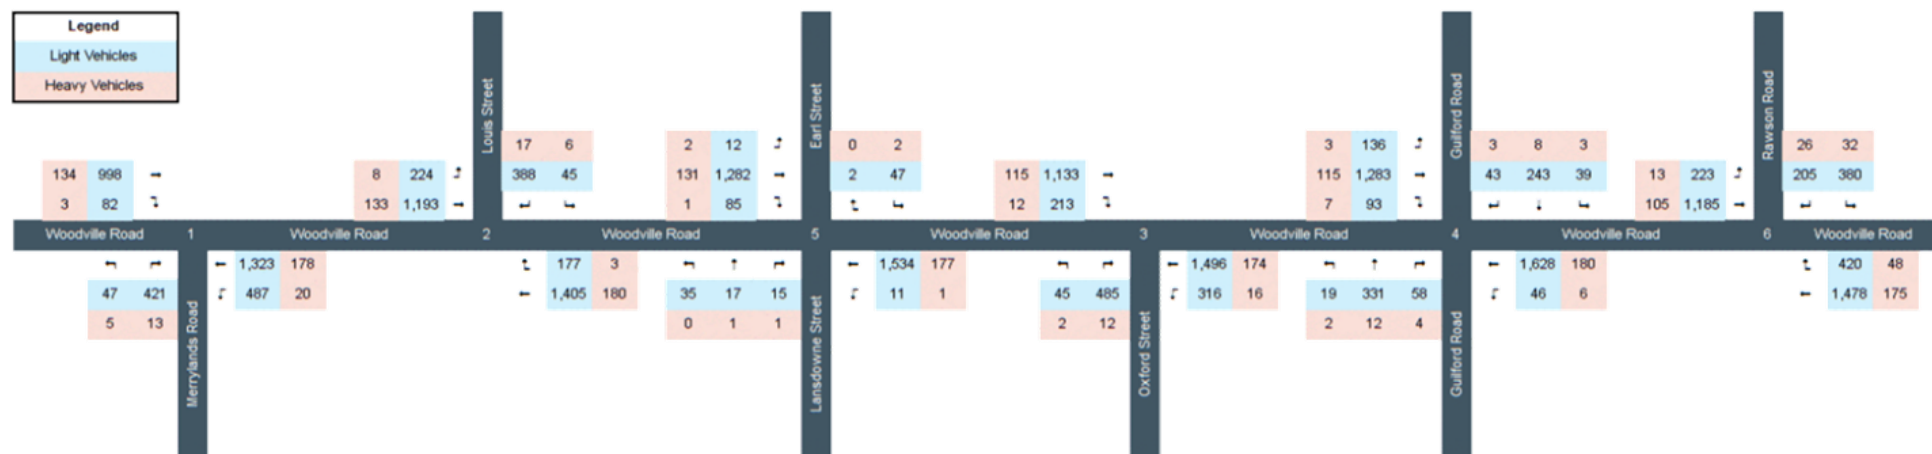 Legend
Light Vehicles
Heavy Vehicles
Louis Street
Earl Street
Guilford Road
Rawson Road
17 6
2 12
0 2
3 136
3 8 3
26 32
134 998
8 224
388 45
131 1,282
2 47
115 1,133
115 1,283
43 243 39
13 223
205 380
3 82
133 1,193
1 85
12 213
7 93
105 1,185
Woodville Road 1 Woodville Road 2 Woodville Road 5 Woodville Road 3 Woodville Road 4 Woodville Road 6 Woodville Road
1,323 178
177 3
1,534 177
1,496 174
1,628 180
420 48
47 421
487 20
1,405 180
35 17 15
11 1
45 485
316 16
19 331 58
46 6
1,478 175
5 13
0 1 1
2 12
2 12 4
Merrylands Road
Lansdowne Street
Oxford Street
Guilford Road